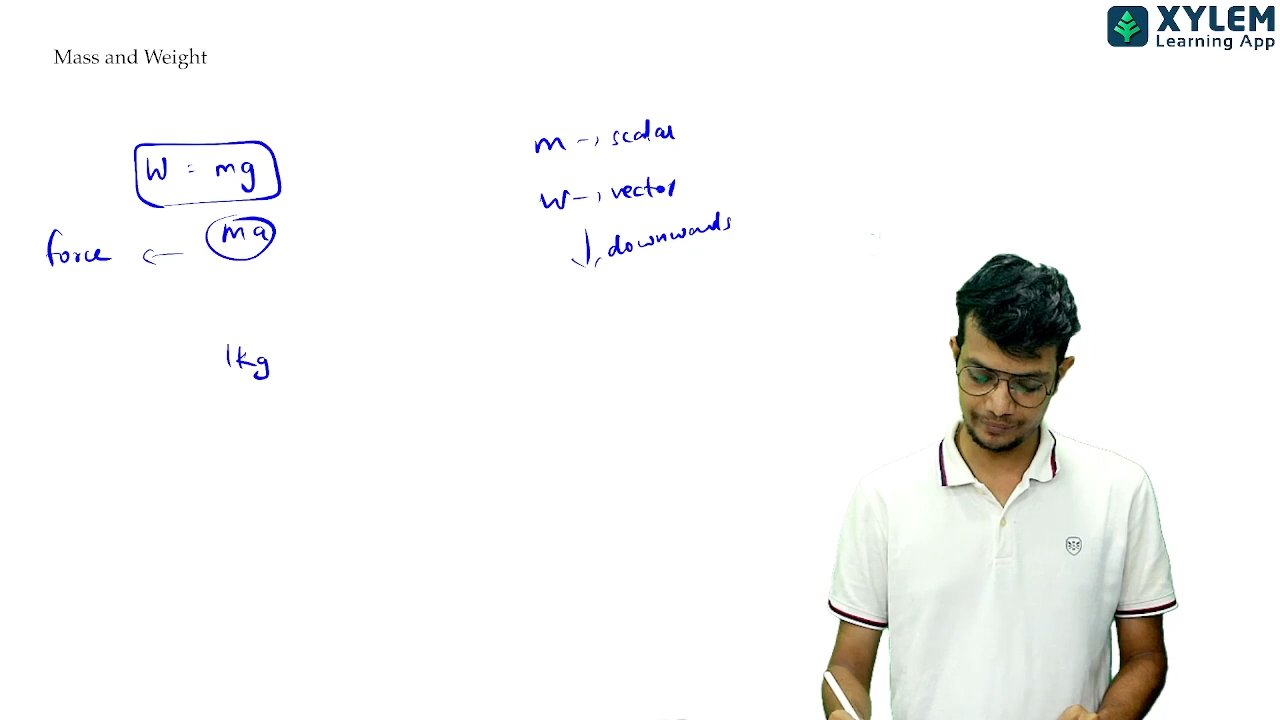 XYLEM
Learning App
Mass and Weight
W = mg
ma
force ←
1kg
m → scalar
W → vector
↓ downwards